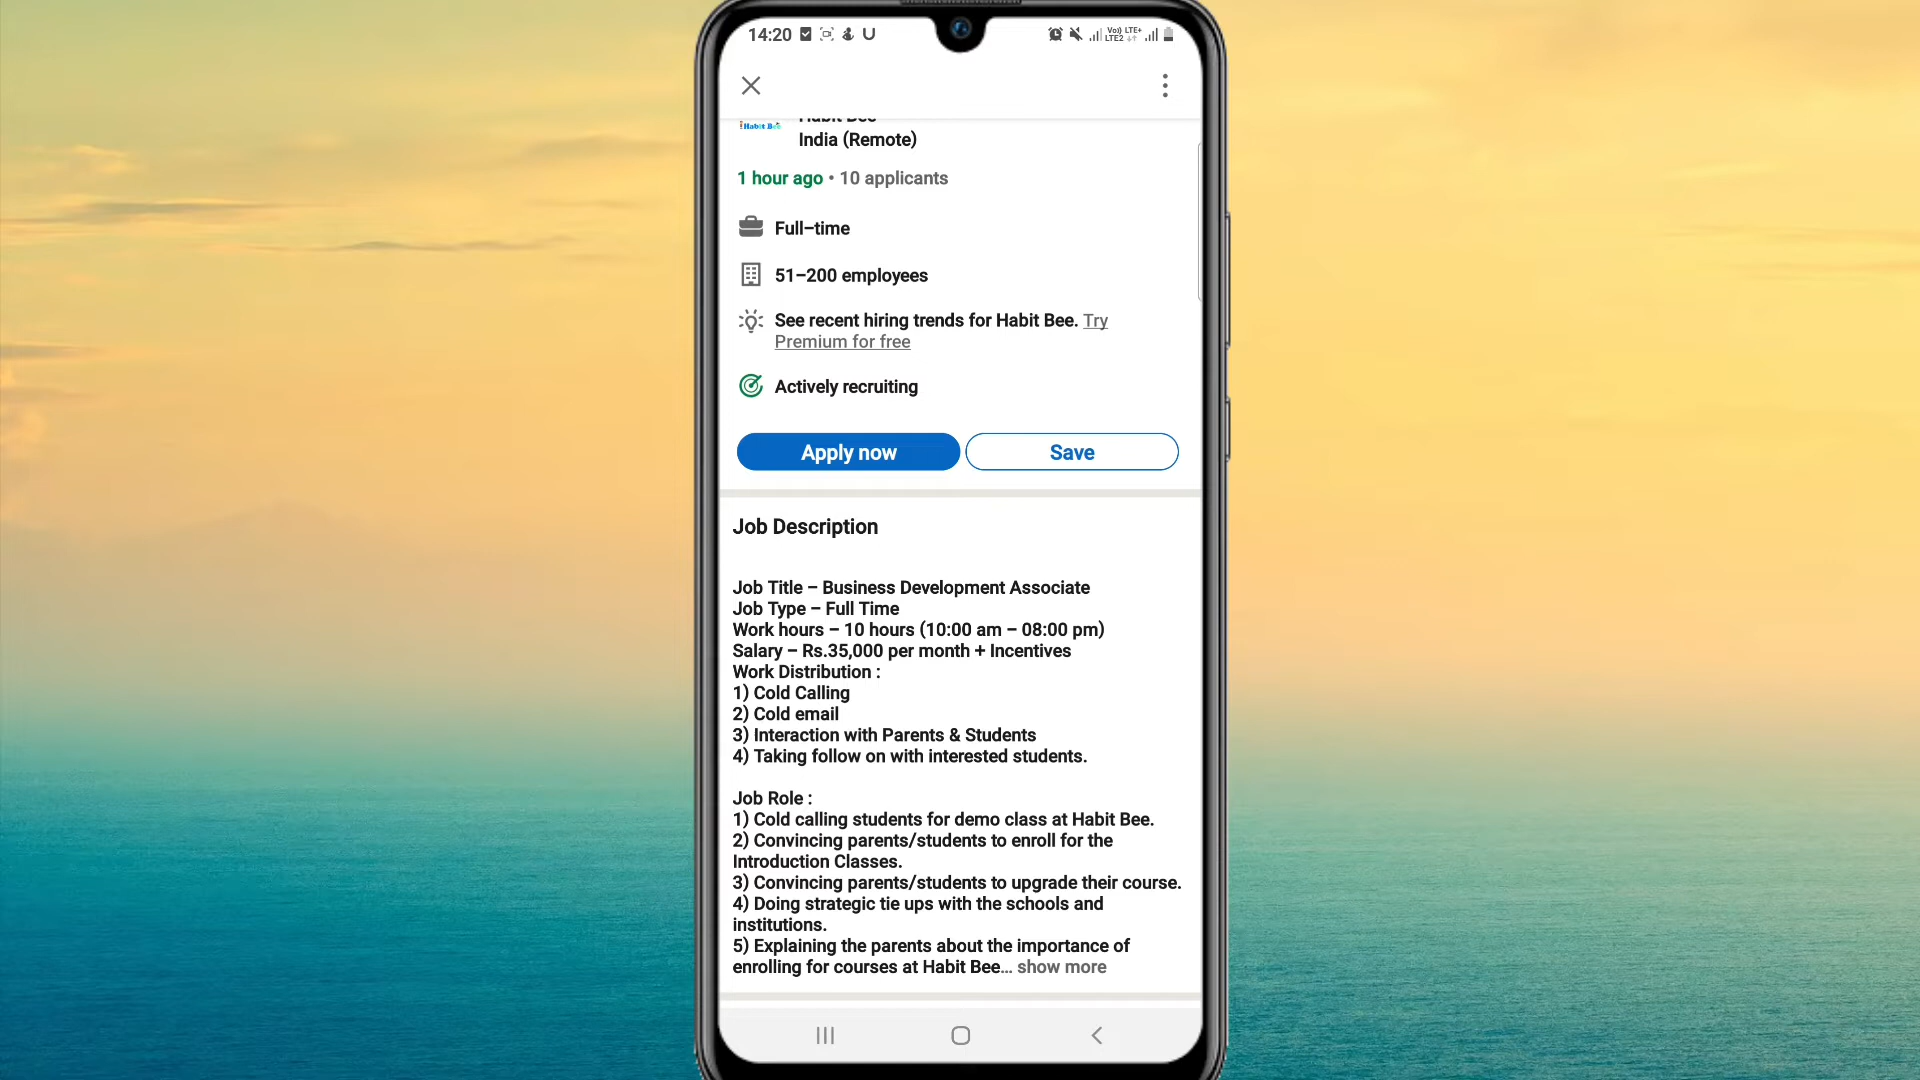 14:20
Vo) LTE+
LTE2
Habit Bee
Habit Bee
India (Remote)
1 hour ago • 10 applicants
Full-time
51-200 employees
See recent hiring trends for Habit Bee. Try
Premium for free
Actively recruiting
Apply now
Save
Job Description
Job Title – Business Development Associate
Job Type – Full Time
Work hours – 10 hours (10:00 am – 08:00 pm)
Salary – Rs.35,000 per month + Incentives
Work Distribution :
1) Cold Calling
2) Cold email
3) Interaction with Parents & Students
4) Taking follow on with interested students.
Job Role :
1) Cold calling students for demo class at Habit Bee.
2) Convincing parents/students to enroll for the
Introduction Classes.
3) Convincing parents/students to upgrade their course.
4) Doing strategic tie ups with the schools and
institutions.
5) Explaining the parents about the importance of
enrolling for courses at Habit Bee... show more